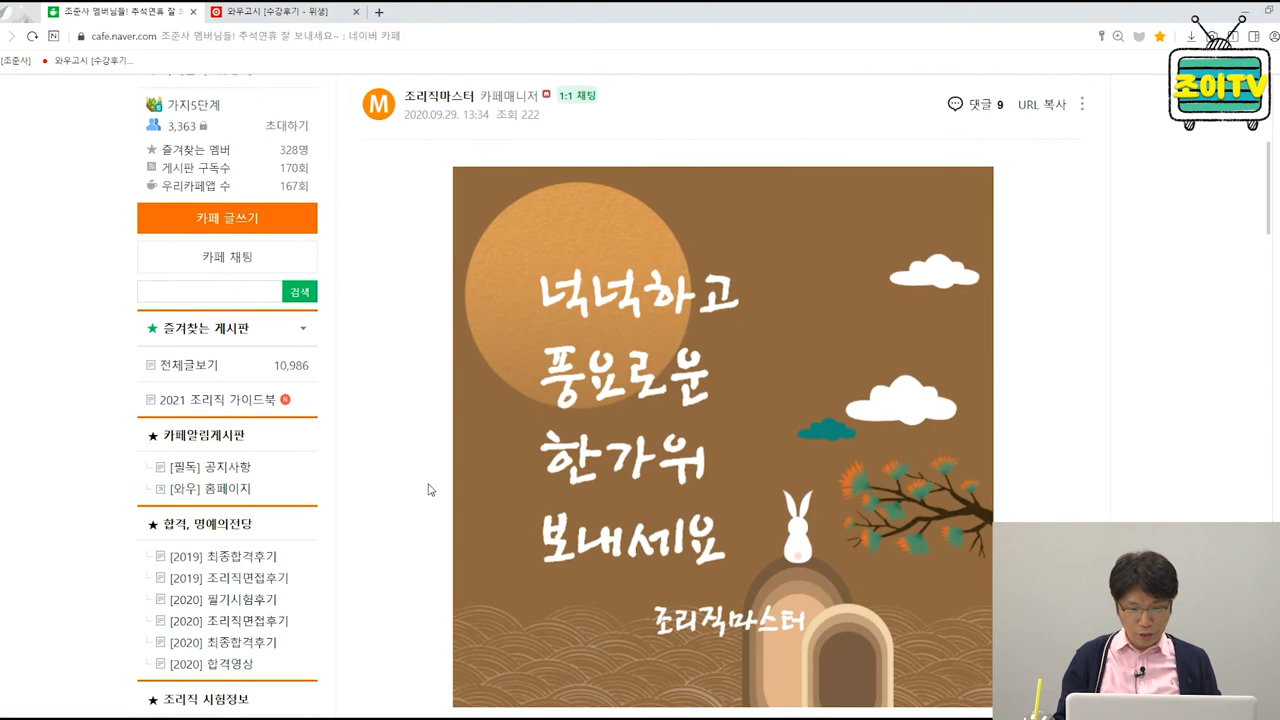 조준사 멤버님들! 추석연휴 잘 보
와우고시 [수강후기 - 위생]
cafe.naver.com 조준사 멤버님들! 추석연휴 잘 보내세요~ : 네이버 카페
[조준사]
와우고시 [수강후기...
조이TV
가지5단계
3,363
초대하기
즐겨찾는 멤버 328명
게시판 구독수 170회
우리카페앱 수 167회
카페 글쓰기
카페 채팅
검색
즐겨찾는 게시판
전체글보기 10,986
2021 조리직 가이드북 N
★ 카페알림게시판
[필독] 공지사항
[와우] 홈페이지
★ 합격, 명예의전당
[2019] 최종합격후기
[2019] 조리직면접후기
[2020] 필기시험후기
[2020] 조리직면접후기
[2020] 최종합격후기
[2020] 합격영상
★ 조리직 시험정보
M
조리직마스터 카페매니저 1:1 채팅
2020.09.29. 13:34 조회 222
댓글 9 URL 복사
넉넉하고
풍요로운
한가위
보내세요
조리직마스터